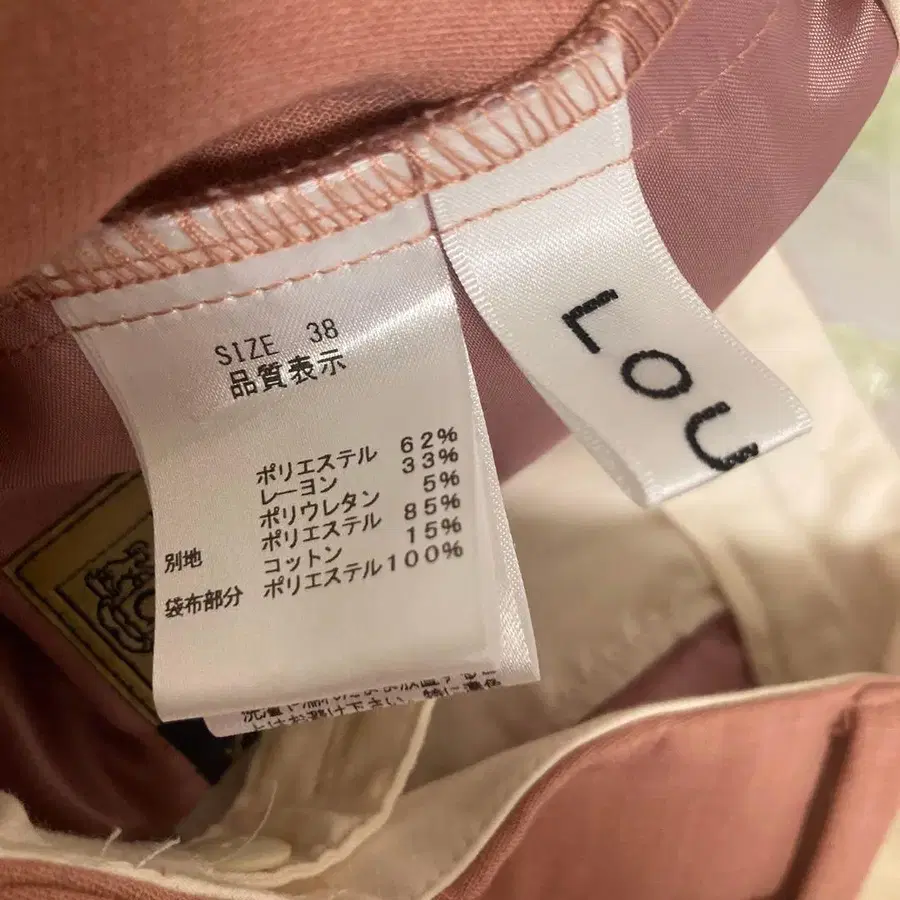 SIZE 38
品質表示
ポリエステル 62%
レーヨン 33%
ポリウレタン 5%
別地 ポリエステル 85%
コットン 15%
袋布部分 ポリエステル100%
LOU